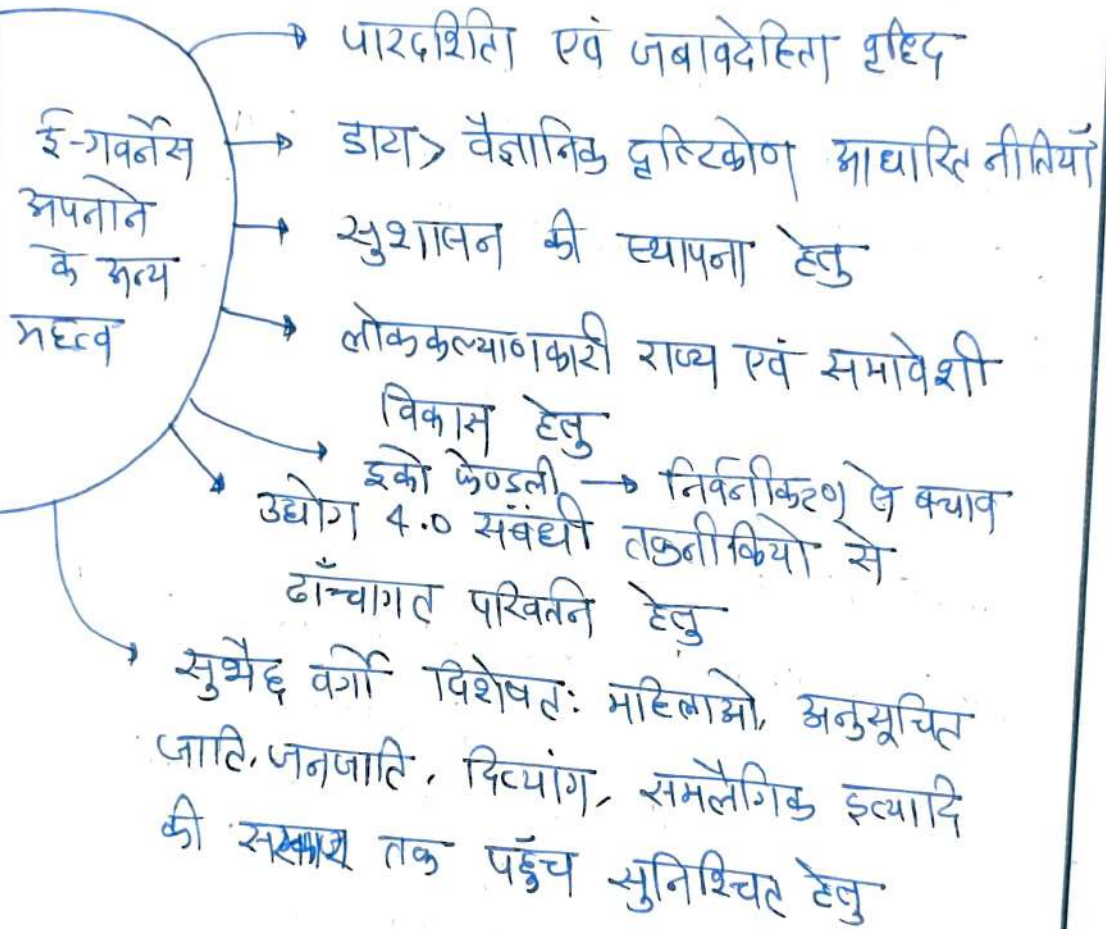 ई-गवर्नेंस
अपनाने
के अन्य
महत्व
पारदर्शिता एवं जबावदेहिता वृद्धि
डाटा> वैज्ञानिक दृष्टिकोण आधारित नीतियाँ
सुशासन की स्थापना हेतु
लोककल्याणकारी राज्य एवं समावेशी
विकास हेतु
इको फ्रेण्डली → निर्वनीकरण से बचाव
उद्योग 4.0 संबंधी तकनीकियो से
ढाँचागत परिवर्तन हेतु
सुभेद्द वर्गो विशेषत: महिलाओ, अनुसूचित
जाति, जनजाति, दिव्यांग, समलैगिक इत्यादि
की सरकार तक पहुँच सुनिश्चित हेतु